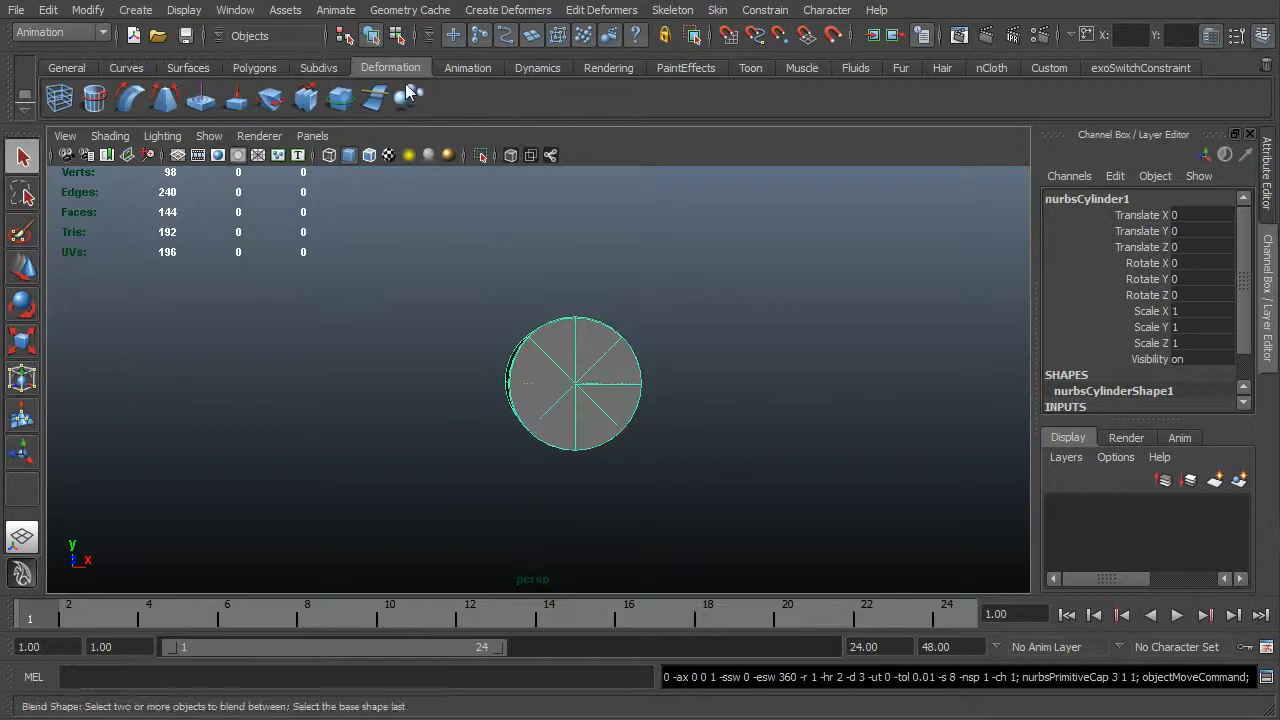 File Edit Modify Create Display Window Assets Animate Geometry Cache Create Deformers Edit Deformers Skeleton Skin Constrain Character Help
Animation Objects X: Y:
General Curves Surfaces Polygons Subdivs Deformation Animation Dynamics Rendering PaintEffects Toon Muscle Fluids Fur Hair nCloth Custom exoSwitchConstraint
View Shading Lighting Show Renderer Panels
Channel Box / Layer Editor
Verts: 98 0 0
Edges: 240 0 0
Faces: 144 0 0
Tris: 192 0 0
UVs: 196 0 0
y
z x
persp
Channels Edit Object Show
nurbsCylinder1
Translate X 0
Translate Y 0
Translate Z 0
Rotate X 0
Rotate Y 0
Rotate Z 0
Scale X 1
Scale Y 1
Scale Z 1
Visibility on
SHAPES
nurbsCylinderShape1
INPUTS
Display Render Anim
Layers Options Help
Attribute Editor
Channel Box / Layer Editor
1 2 4 6 8 10 12 14 16 18 20 22 24 1.00
1.00 1.00 1 24 24.00 48.00 No Anim Layer No Character Set
MEL 0 -ax 0 0 1 -ssw 0 -esw 360 -r 1 -hr 2 -d 3 -ut 0 -tol 0.01 -s 8 -nsp 1 -ch 1; nurbsPrimitiveCap 3 1 1; objectMoveCommand;
Blend Shape: Select two or more objects to blend between; Select the base shape last.